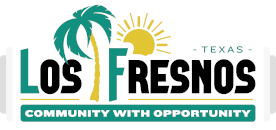 - TEXAS -
LOS FRESNOS
COMMUNITY WITH OPPORTUNITY